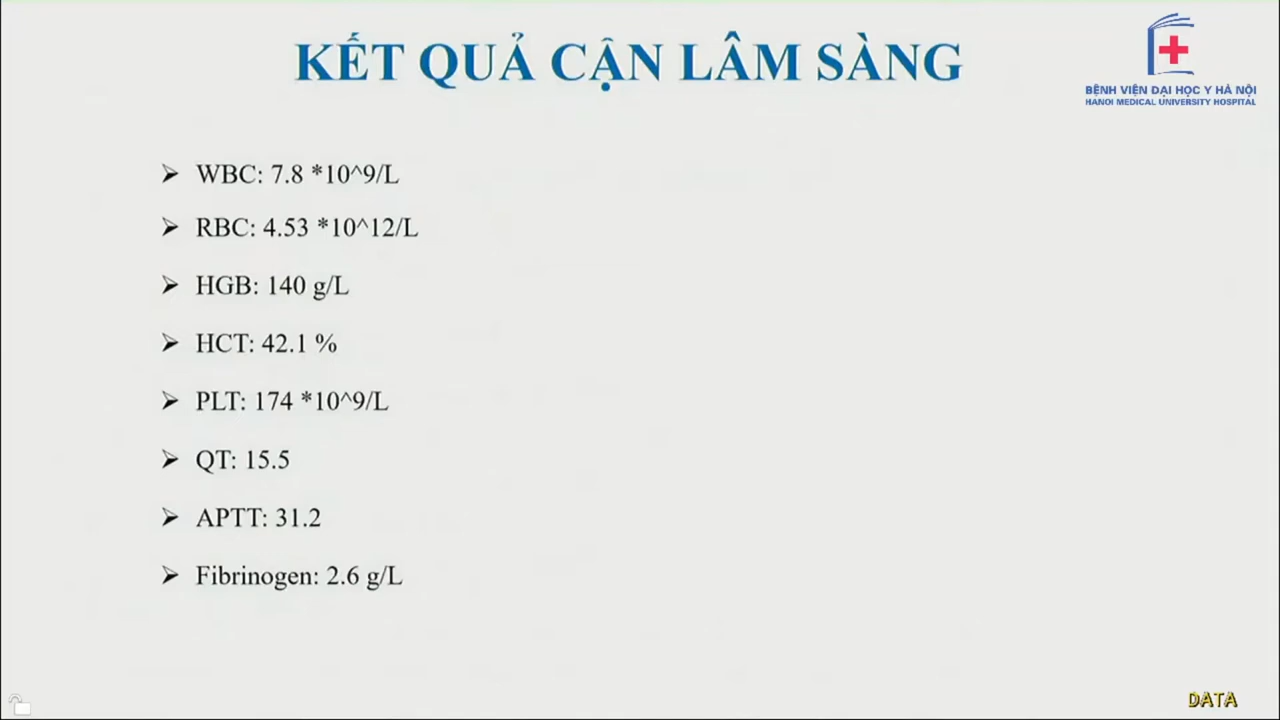 KẾT QUẢ CẬN LÂM SÀNG
BỆNH VIỆN ĐẠI HỌC Y HÀ NỘI
HANOI MEDICAL UNIVERSITY HOSPITAL
➢ WBC: 7.8 *10^9/L
➢ RBC: 4.53 *10^12/L
➢ HGB: 140 g/L
➢ HCT: 42.1 %
➢ PLT: 174 *10^9/L
➢ QT: 15.5
➢ APTT: 31.2
➢ Fibrinogen: 2.6 g/L
DATA